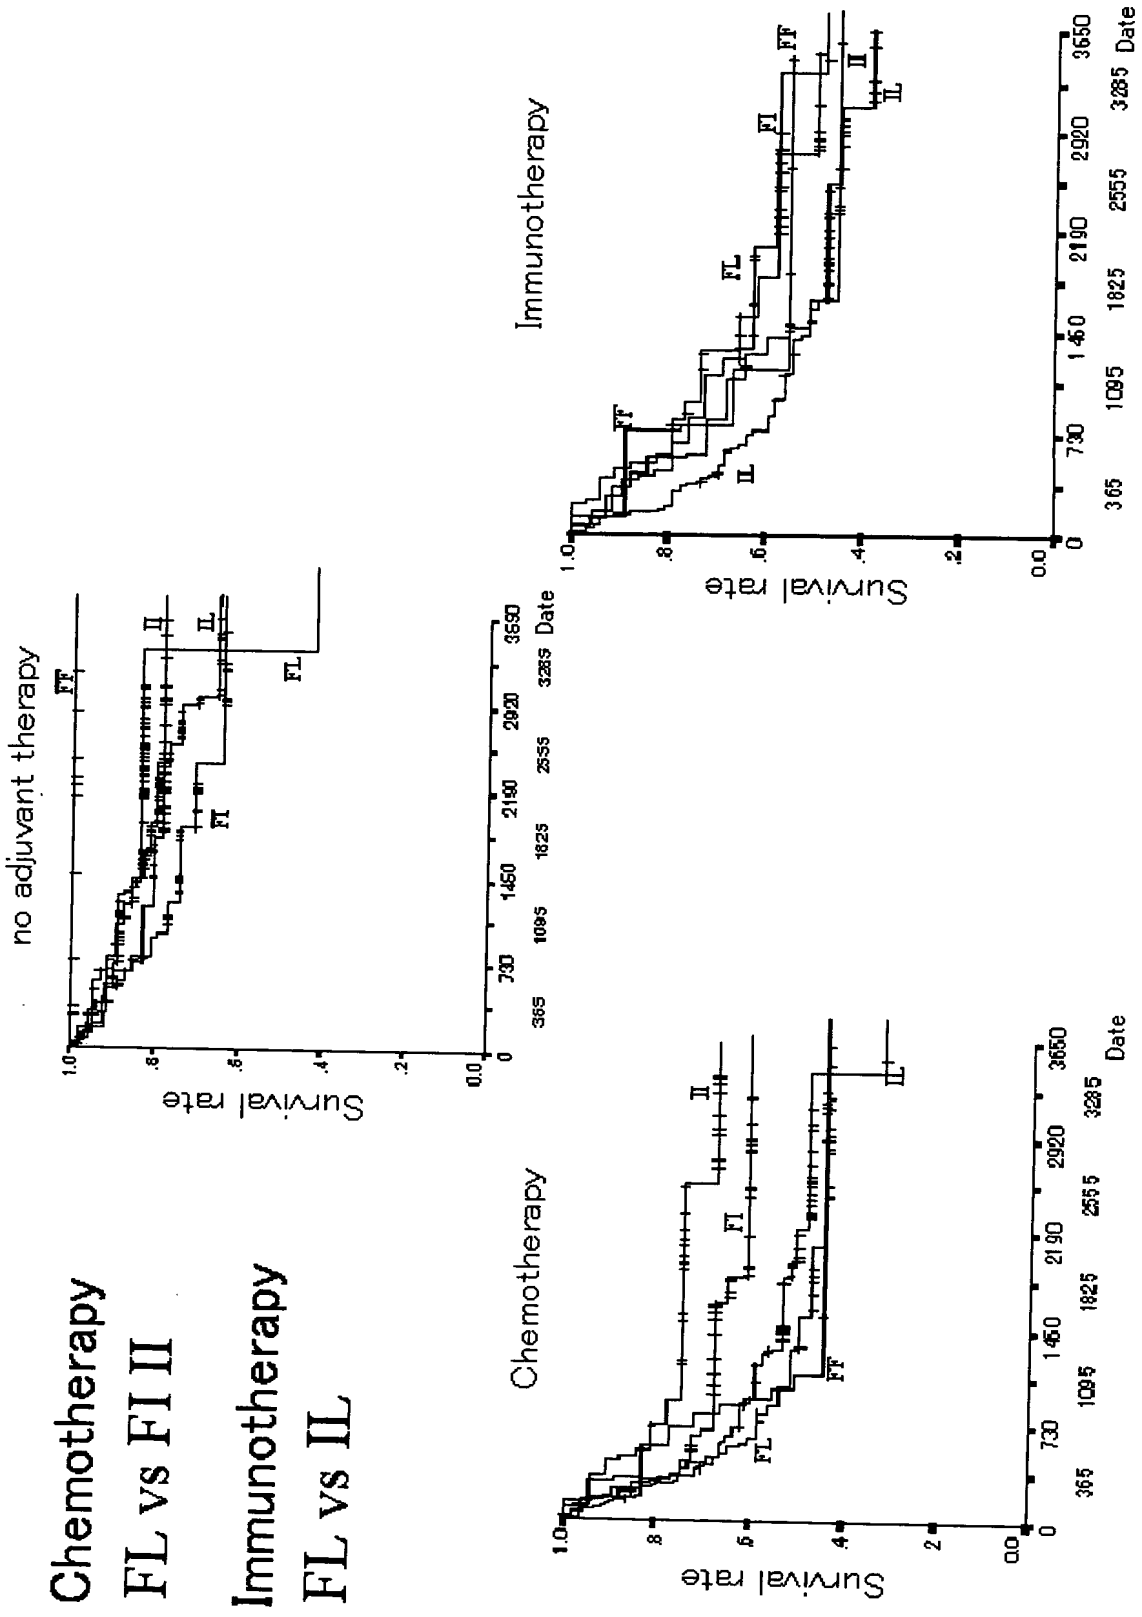 Chemotherapy
FL vs FI II
Immunotherapy
FL vs IL
no adjuvant therapy
Survival rate
1.0
.8
.6
.4
.2
0.0
0
365
730
1095
1460
1825
2190
2555
2920
3285
3650
Date
FF
II
IL
FL
FI
Chemotherapy
Survival rate
1.0
.8
.6
.4
.2
0.0
0
365
730
1095
1460
1825
2190
2555
2920
3285
3650
Date
II
FI
FL
FF
IL
Immunotherapy
Survival rate
1.0
.8
.6
.4
.2
0.0
0
365
730
1095
1460
1825
2190
2555
2920
3285
3650
Date
FF
IL
FL
FI
FF
II
IL